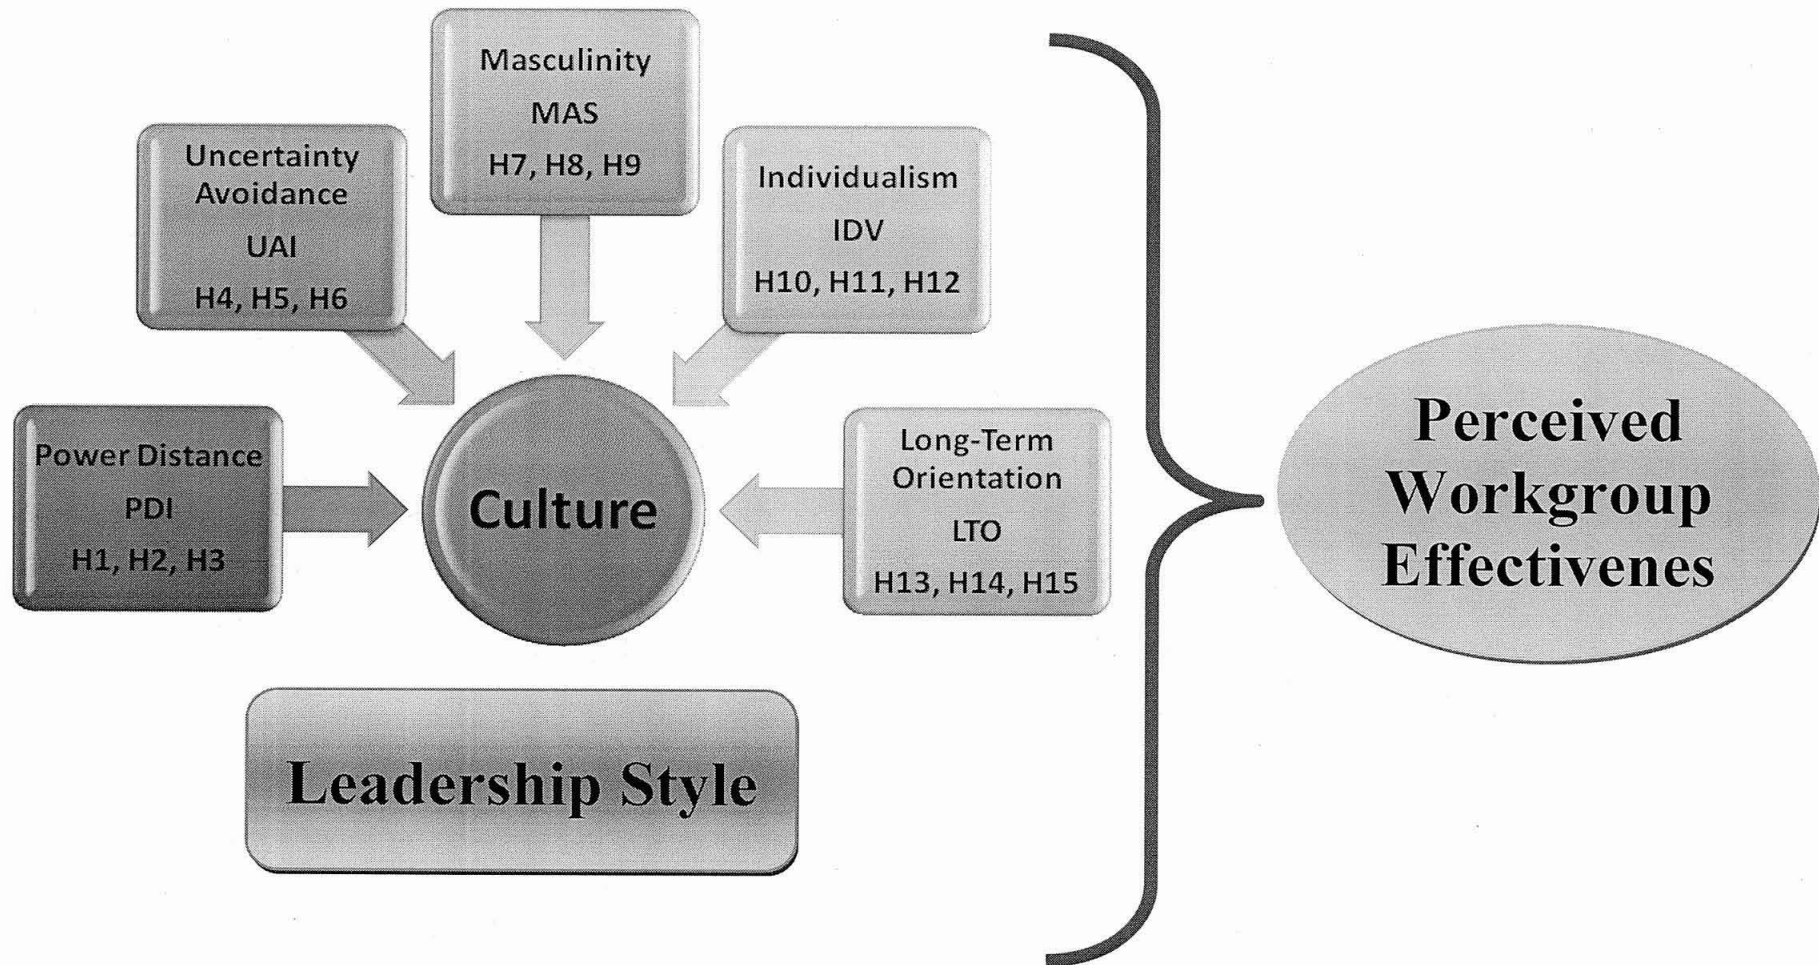 Masculinity
MAS
H7, H8, H9
Uncertainty
Avoidance
UAI
H4, H5, H6
Individualism
IDV
H10, H11, H12
Power Distance
PDI
H1, H2, H3
Culture
Long-Term
Orientation
LTO
H13, H14, H15
Leadership Style
Perceived
Workgroup
Effectivenes